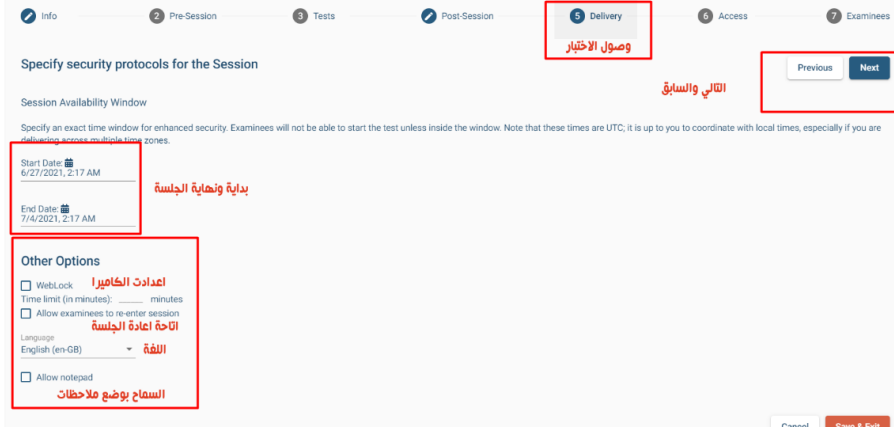 Info
2 Pre-Session
3 Tests
Post-Session
5 Delivery
6 Access
7 Examinees
وصول الاختبار
Specify security protocols for the Session
Previous
Next
التالي والسابق
Session Availability Window
Specify an exact time window for enhanced security. Examinees will not be able to start the test unless inside the window. Note that these times are UTC; it is up to you to coordinate with local times, especially if you are
delivering across multiple time zones.
Start Date:
6/27/2021, 2:17 AM
بداية ونهاية الجلسة
End Date:
7/4/2021, 2:17 AM
Other Options
WebLock
اعدادت الكاميرا
Time limit (in minutes): ____ minutes
Allow examinees to re-enter session
اتاحة اعادة الجلسة
Language
English (en-GB)
اللغة
Allow notepad
السماح بوضع ملاحظات
Cancel
Save & Exit